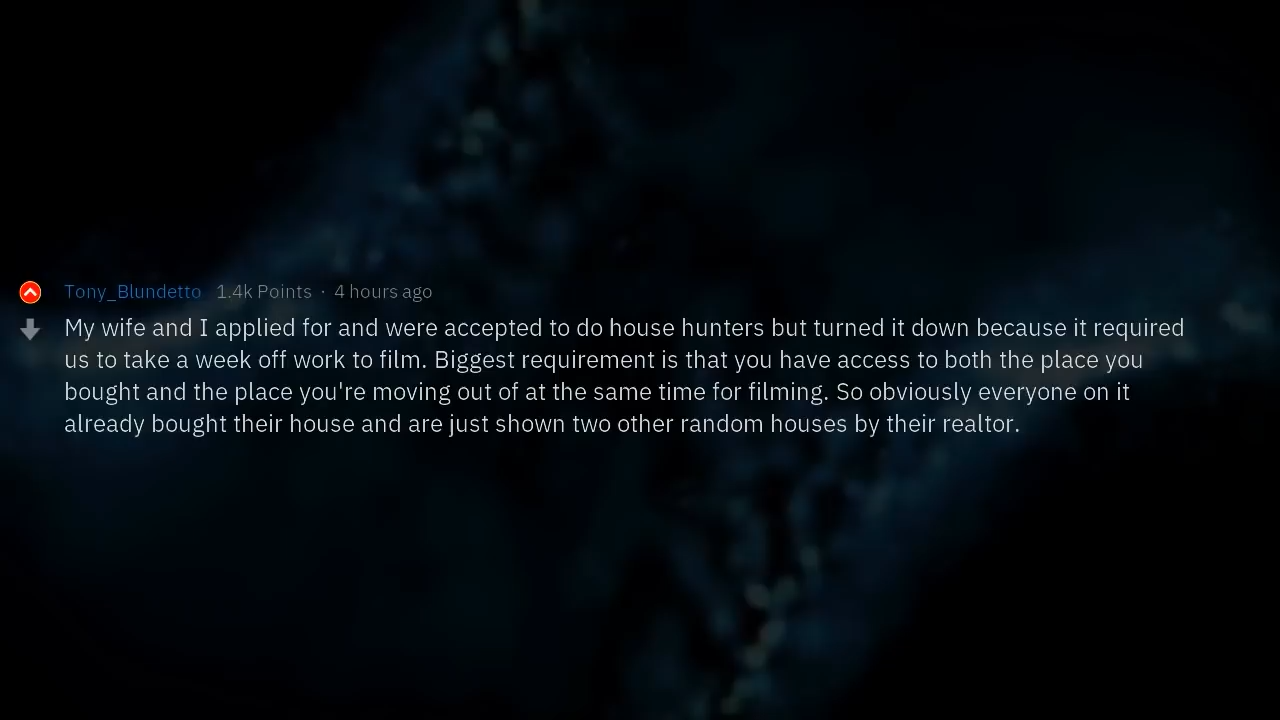 Tony_Blundetto 1.4k Points · 4 hours ago
My wife and I applied for and were accepted to do house hunters but turned it down because it required
us to take a week off work to film. Biggest requirement is that you have access to both the place you
bought and the place you're moving out of at the same time for filming. So obviously everyone on it
already bought their house and are just shown two other random houses by their realtor.